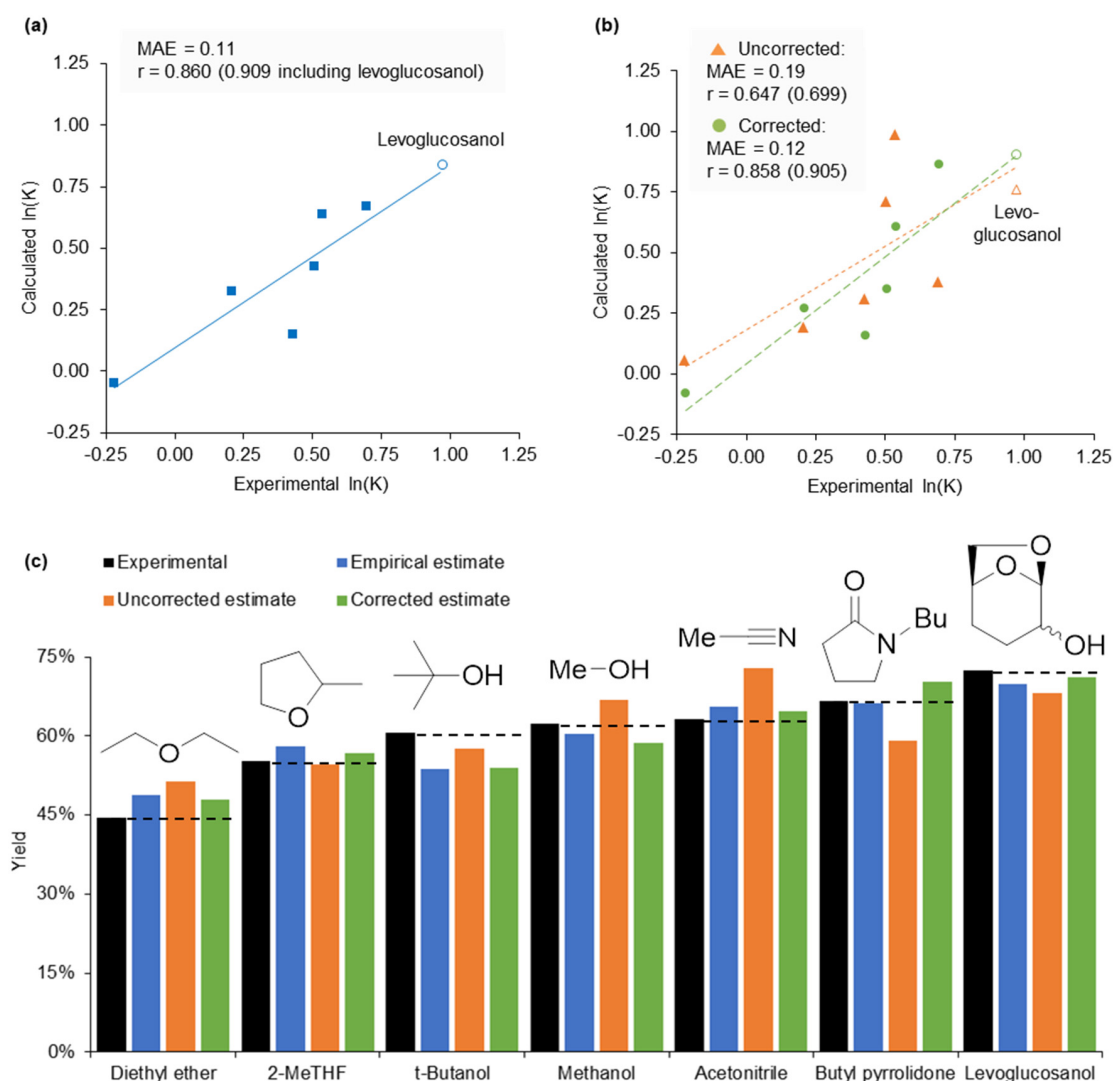 (a)
MAE = 0.11
r = 0.860 (0.909 including levoglucosanol)
1.25
1.00
0.75
0.50
0.25
0.00
-0.25
Calculated ln(K)
Levoglucosanol
-0.25 0.00 0.25 0.50 0.75 1.00 1.25
Experimental ln(K)
(b)
Uncorrected:
MAE = 0.19
r = 0.647 (0.699)
Corrected:
MAE = 0.12
r = 0.858 (0.905)
1.25
1.00
0.75
0.50
0.25
0.00
-0.25
Calculated ln(K)
Levo-
glucosanol
-0.25 0.00 0.25 0.50 0.75 1.00 1.25
Experimental ln(K)
(c)
Experimental
Empirical estimate
Uncorrected estimate
Corrected estimate
75%
60%
45%
30%
15%
0%
Yield
O
O
OH
Me OH
Me N
O
N
Bu
O
O
OH
Diethyl ether 2-MeTHF t-Butanol Methanol Acetonitrile Butyl pyrrolidone Levoglucosanol